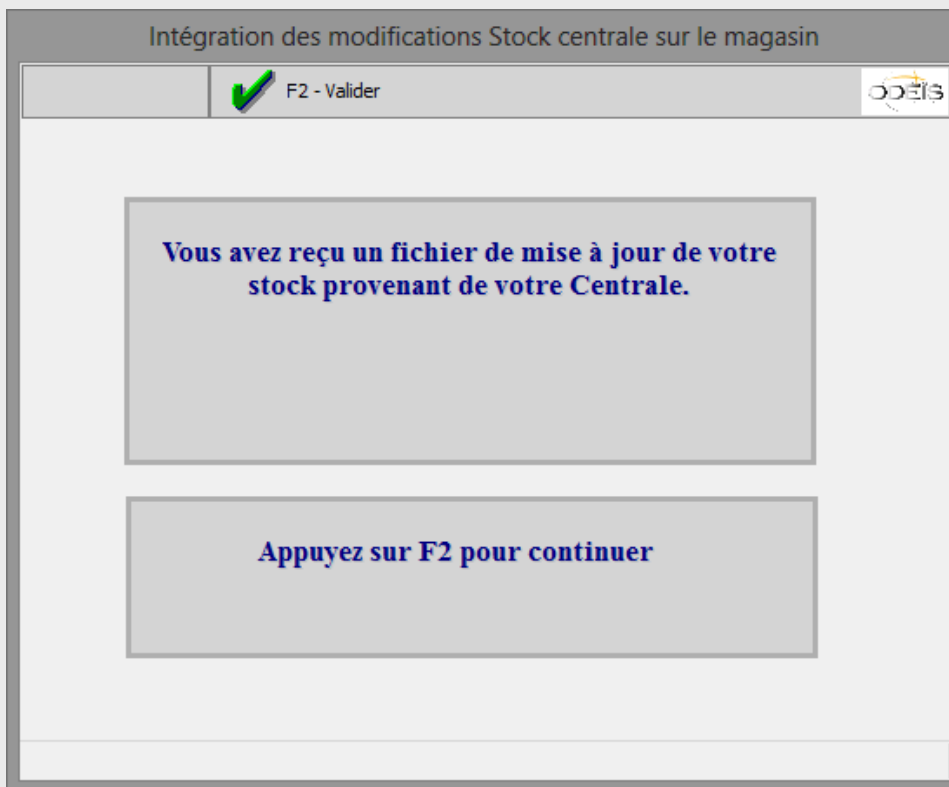 Intégration des modifications Stock centrale sur le magasin
F2 - Valider
ODEIS
Vous avez reçu un fichier de mise à jour de votre
stock provenant de votre Centrale.
Appuyez sur F2 pour continuer